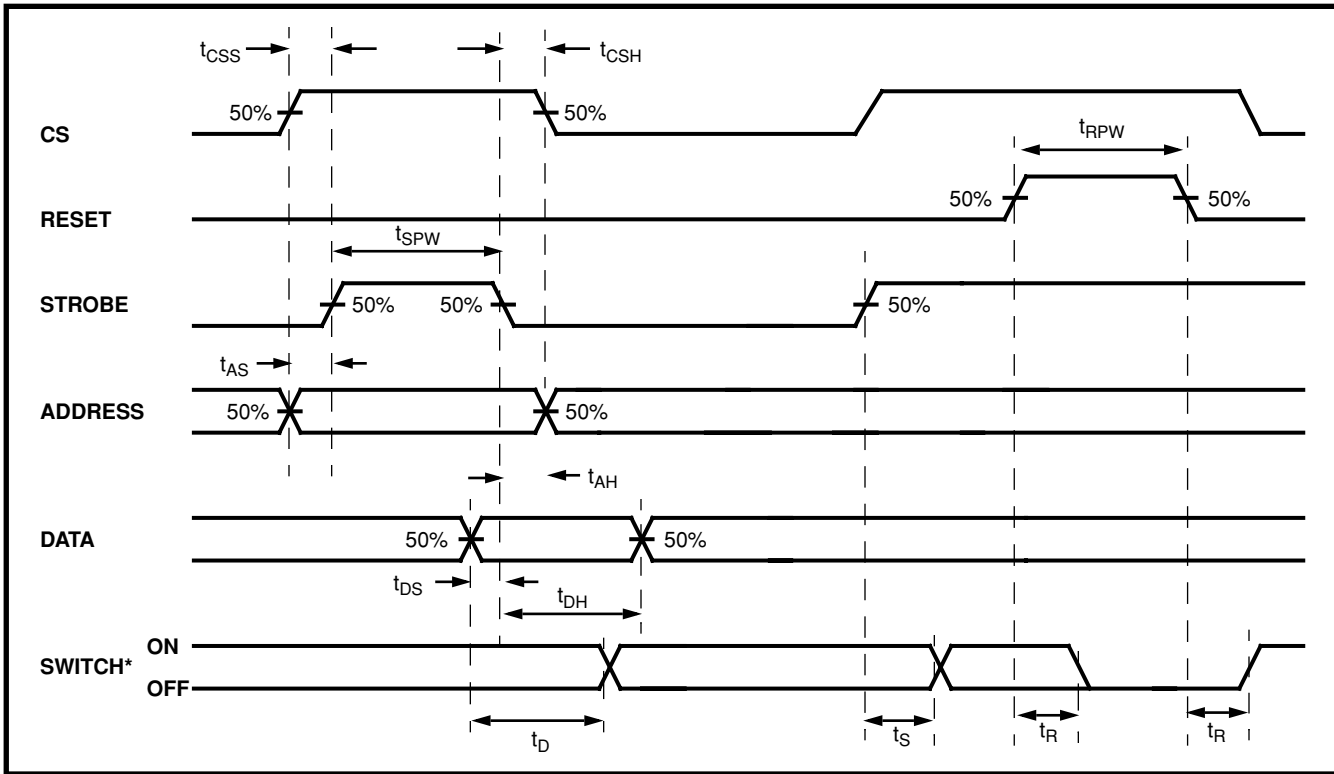 tCSS
tCSH
50%
50%
CS
tRPW
50%
50%
RESET
tSPW
50%
50%
50%
STROBE
tAS
50%
50%
ADDRESS
tAH
50%
50%
DATA
tDS
tDH
ON
SWITCH*
OFF
tD
tS
tR
tR